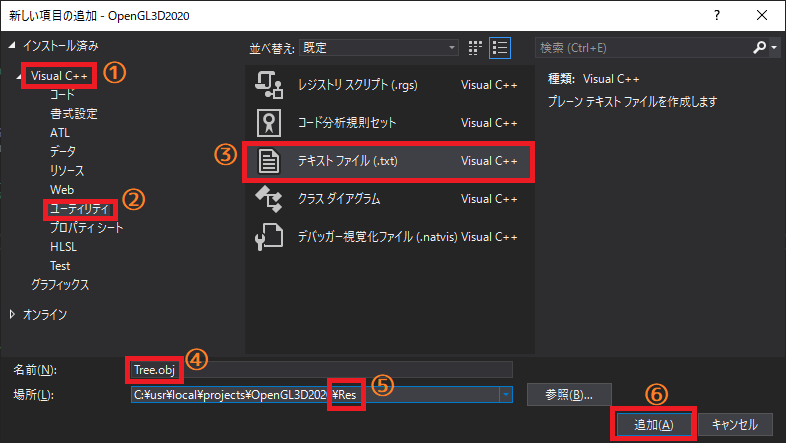 新しい項目の追加 - OpenGL3D2020
インストール済み
並べ替え: 既定
検索 (Ctrl+E)
Visual C++ ①
コード
書式設定
ATL
データ
リソース
Web
ユーティリティ ②
プロパティ シート
HLSL
Test
グラフィックス
オンライン
レジストリ スクリプト (.rgs) Visual C++
コード分析規則セット Visual C++
③ テキスト ファイル (.txt) Visual C++
クラス ダイアグラム Visual C++
デバッガー視覚化ファイル (.natvis) Visual C++
種類: Visual C++
プレーン テキスト ファイルを作成します
名前(N): Tree.obj ④
場所(L): C:¥usr¥local¥projects¥OpenGL3D2020¥Res ⑤
参照(B)...
⑥
追加(A) キャンセル